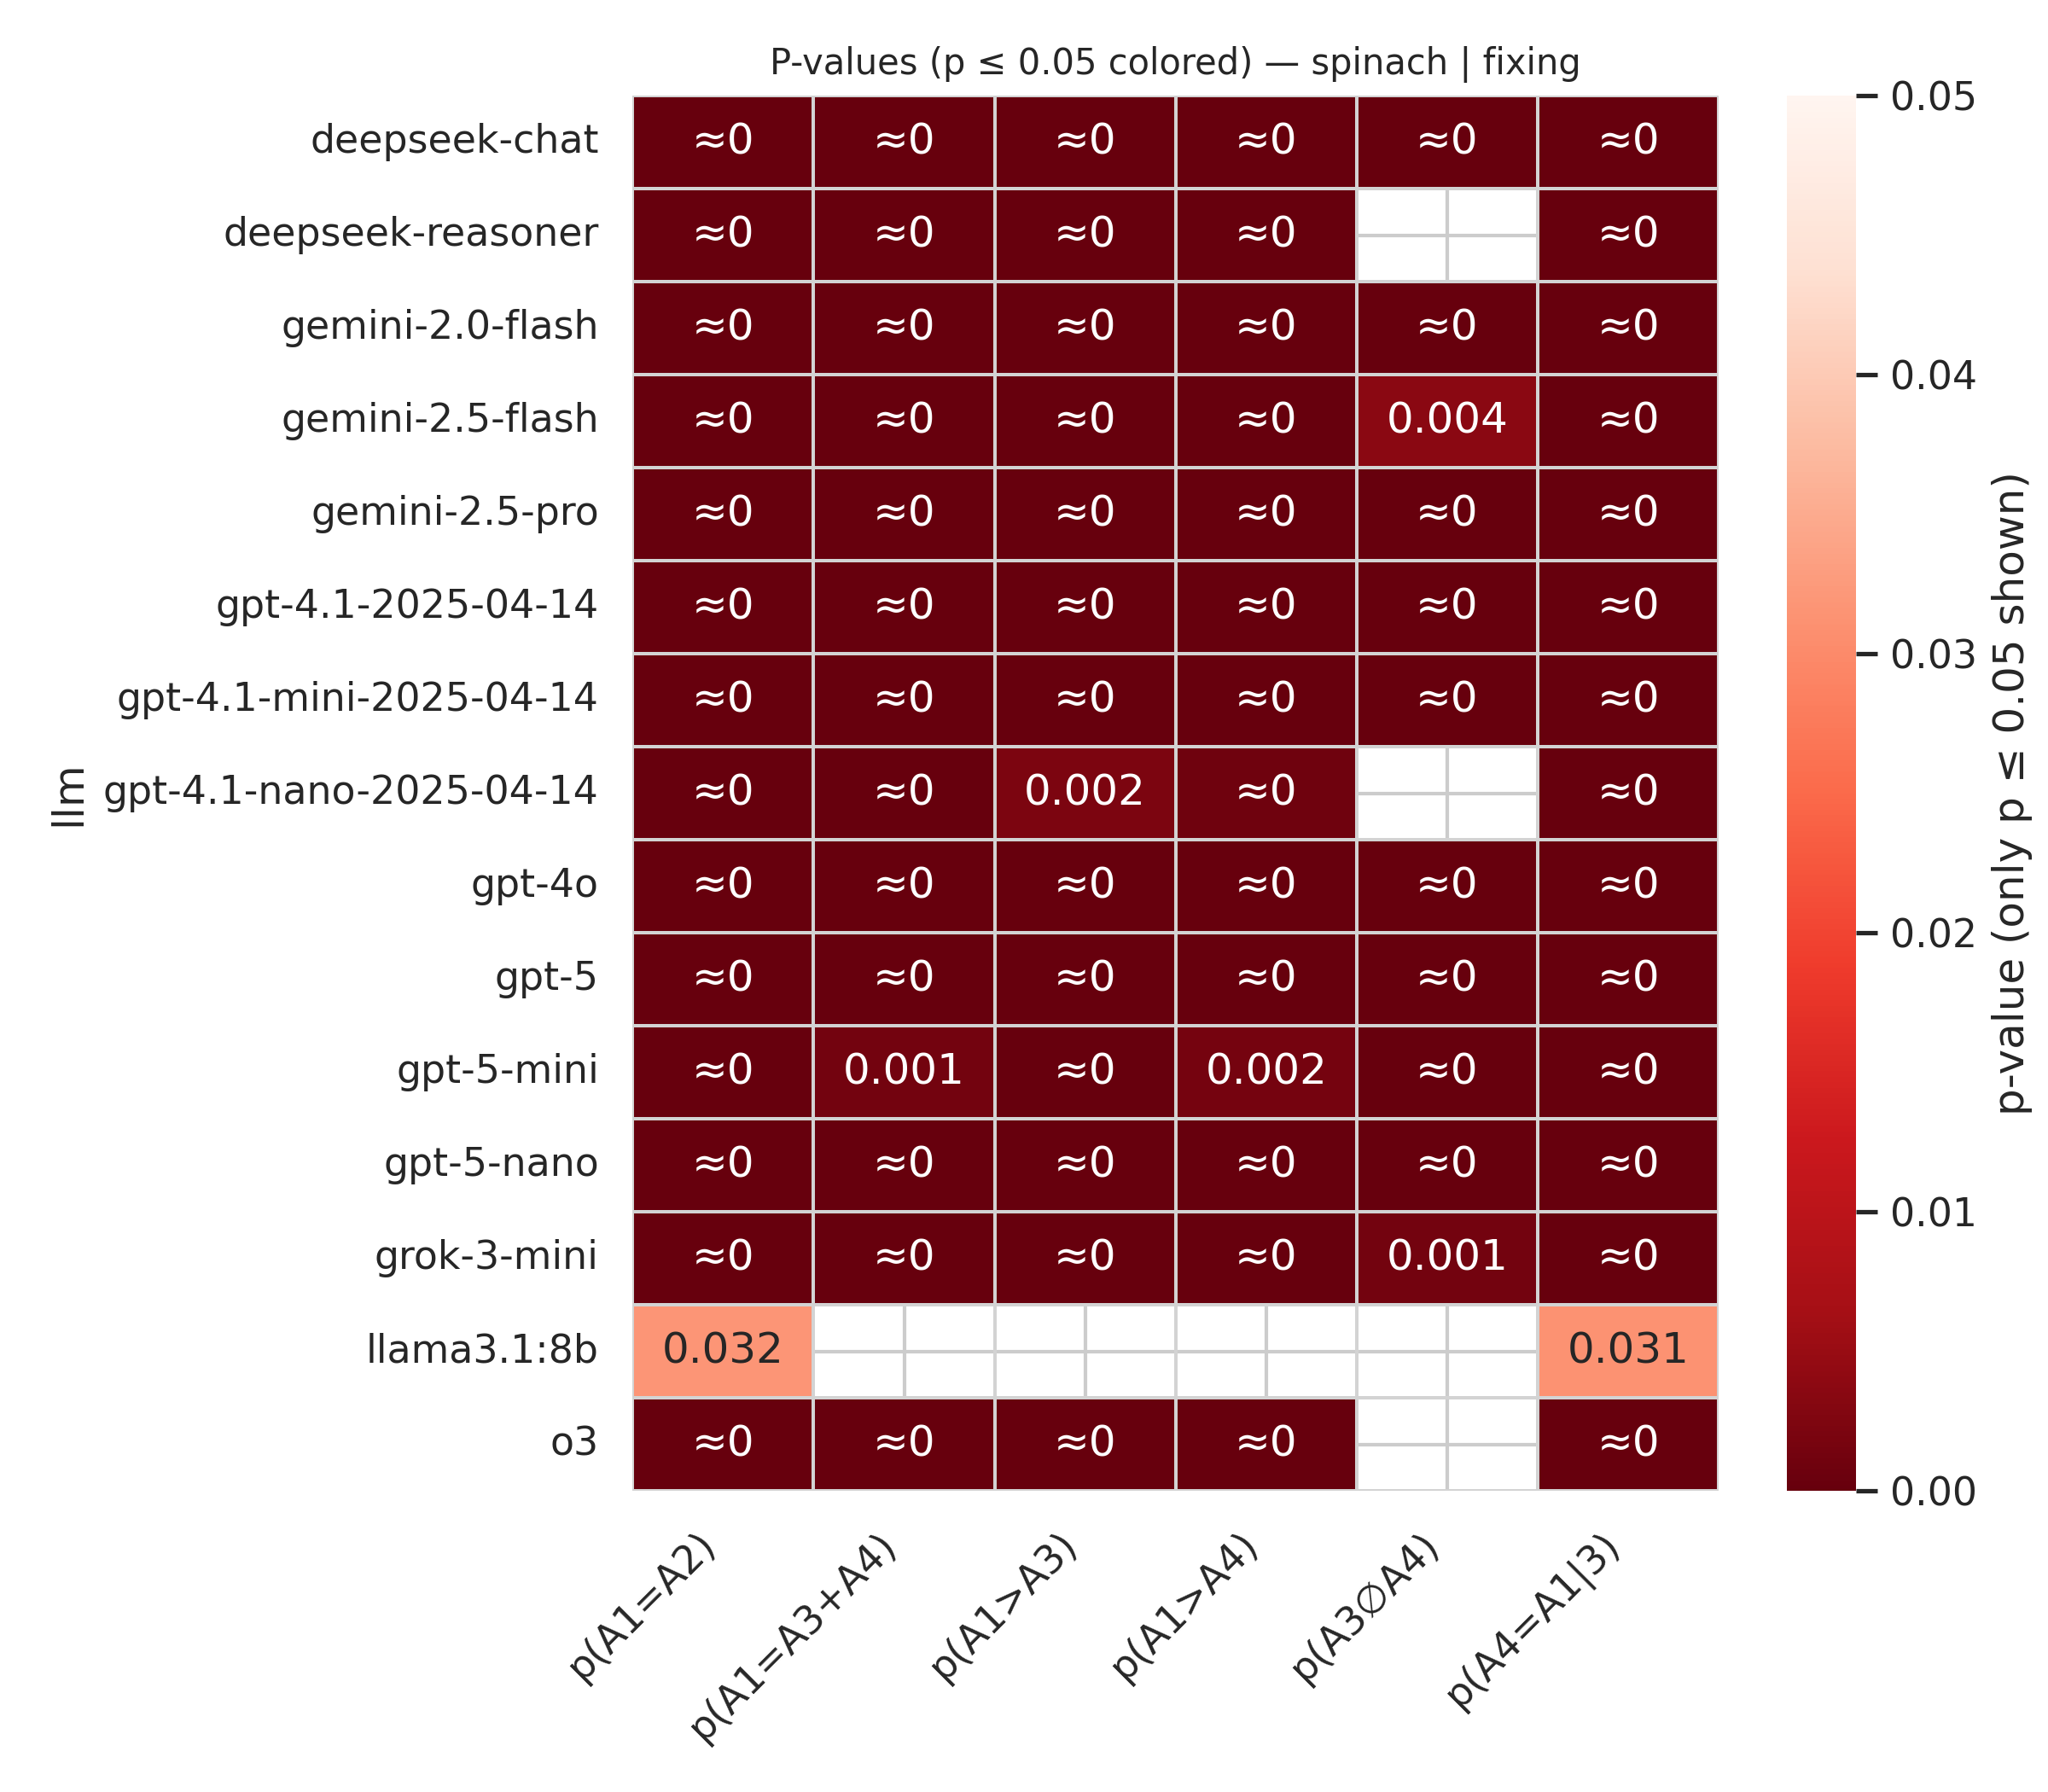 P-values (p ≤ 0.05 colored) — spinach | fixing
deepseek-chat ≈0 ≈0 ≈0 ≈0 ≈0 ≈0
deepseek-reasoner ≈0 ≈0 ≈0 ≈0 ≈0
gemini-2.0-flash ≈0 ≈0 ≈0 ≈0 ≈0 ≈0
gemini-2.5-flash ≈0 ≈0 ≈0 ≈0 0.004 ≈0
gemini-2.5-pro ≈0 ≈0 ≈0 ≈0 ≈0 ≈0
gpt-4.1-2025-04-14 ≈0 ≈0 ≈0 ≈0 ≈0 ≈0
gpt-4.1-mini-2025-04-14 ≈0 ≈0 ≈0 ≈0 ≈0 ≈0
gpt-4.1-nano-2025-04-14 ≈0 ≈0 0.002 ≈0 ≈0
gpt-4o ≈0 ≈0 ≈0 ≈0 ≈0 ≈0
gpt-5 ≈0 ≈0 ≈0 ≈0 ≈0 ≈0
gpt-5-mini ≈0 0.001 ≈0 0.002 ≈0 ≈0
gpt-5-nano ≈0 ≈0 ≈0 ≈0 ≈0 ≈0
grok-3-mini ≈0 ≈0 ≈0 ≈0 0.001 ≈0
llama3.1:8b 0.032 0.031
o3 ≈0 ≈0 ≈0 ≈0 ≈0
llm
p(A1=A2)
p(A1=A3+A4)
p(A1>A3)
p(A1>A4)
p(A3∅A4)
p(A4=A1|3)
0.05
0.04
0.03
0.02
0.01
0.00
p-value (only p ≤ 0.05 shown)